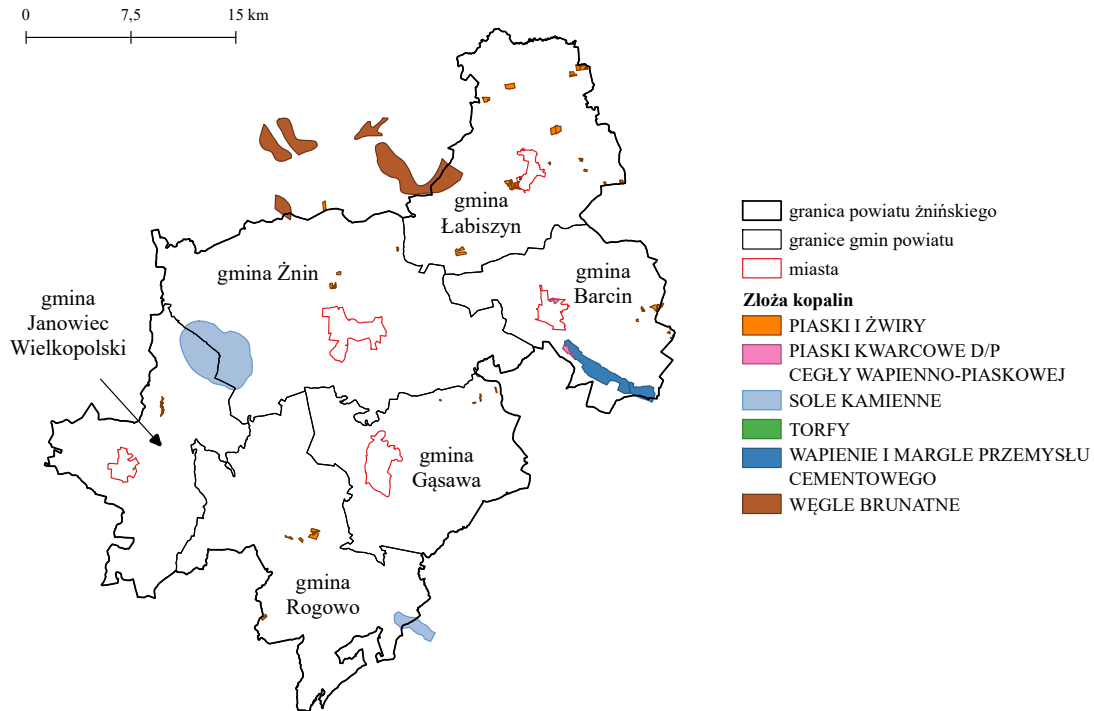 0 7,5 15 km
gmina
Łabiszyn
gmina Żnin
gmina
Barcin
gmina
Janowiec
Wielkopolski
gmina
Gąsawa
gmina
Rogowo
granica powiatu żnińskiego
granice gmin powiatu
miasta
Złoża kopalin
PIASKI I ŻWIRY
PIASKI KWARCOWE D/P
CEGŁY WAPIENNO-PIASKOWEJ
SOLE KAMIENNE
TORFY
WAPIENIE I MARGLE PRZEMYSŁU
CEMENTOWEGO
WĘGLE BRUNATNE